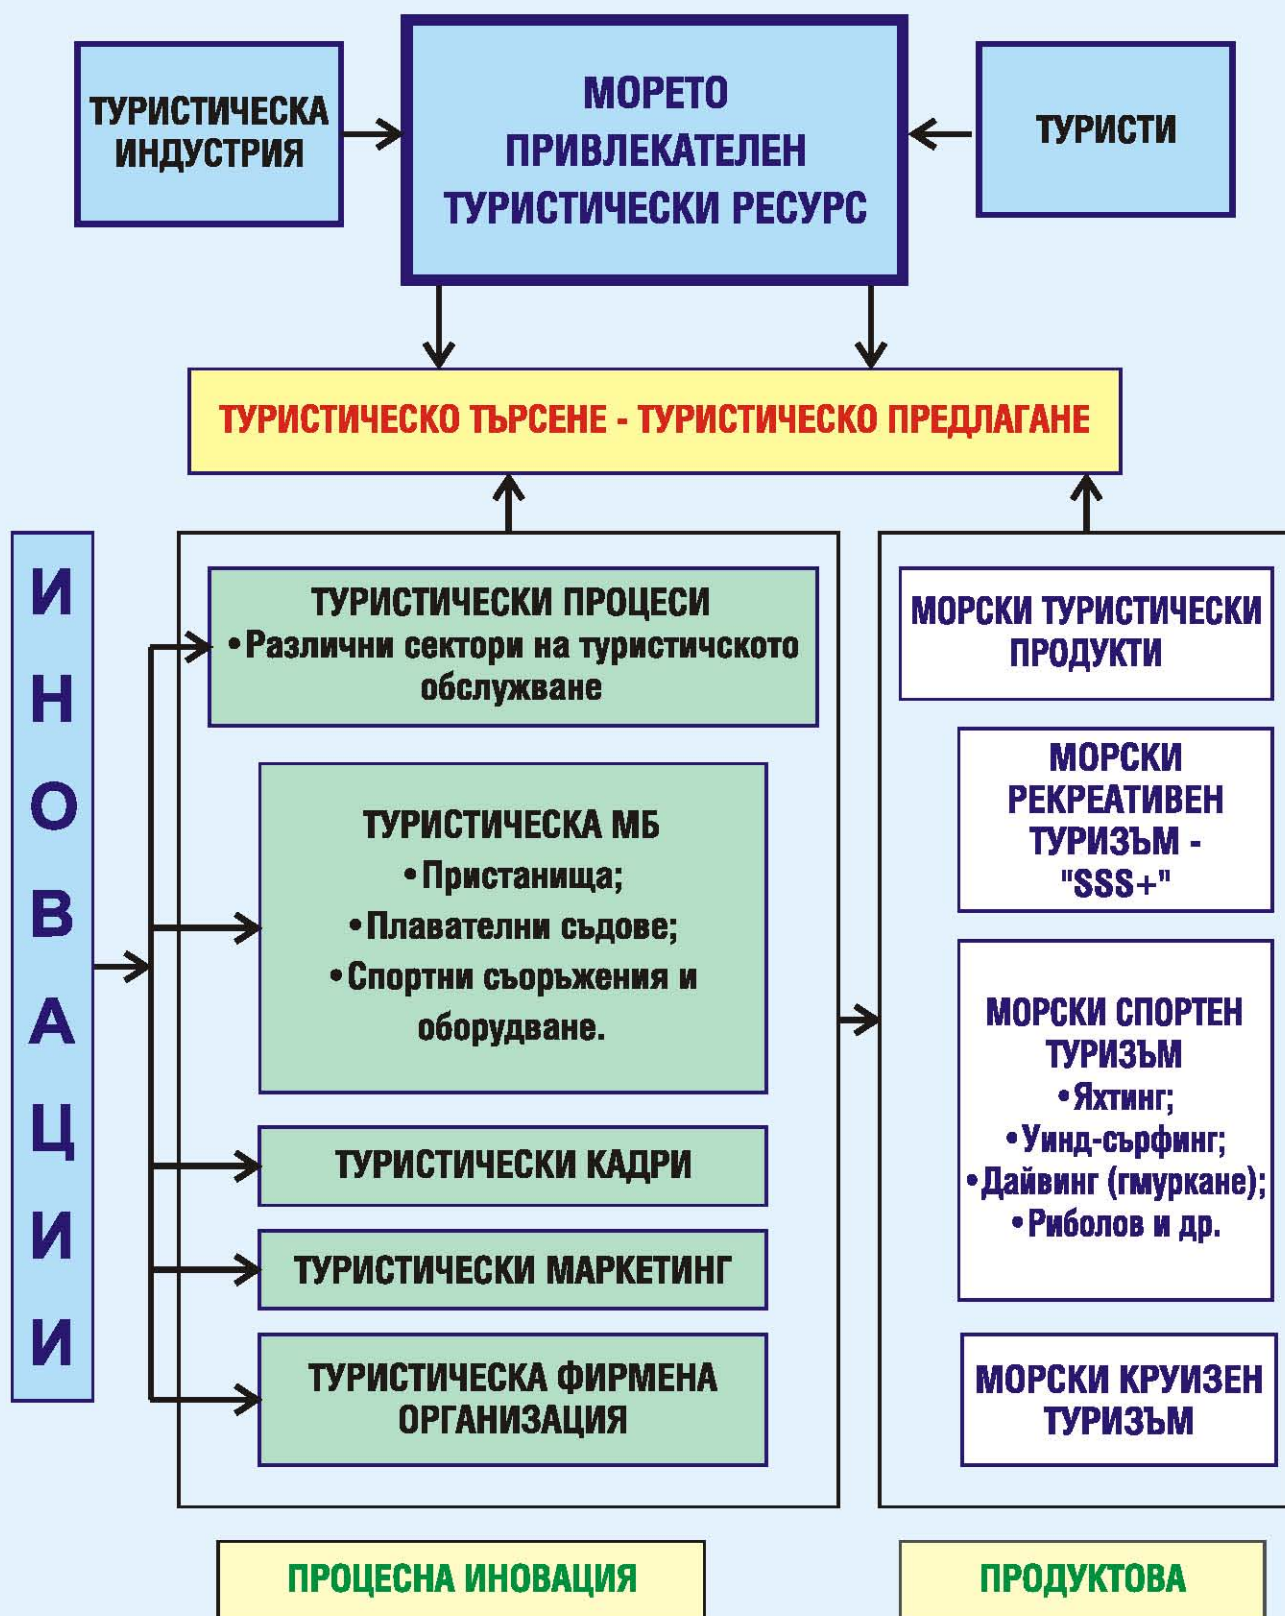 ТУРИСТИЧЕСКА
ИНДУСТРИЯ
МОРЕТО
ПРИВЛЕКАТЕЛЕН
ТУРИСТИЧЕСКИ РЕСУРС
ТУРИСТИ
ТУРИСТИЧЕСКО ТЪРСЕНЕ - ТУРИСТИЧЕСКО ПРЕДЛАГАНЕ
ИНОВАЦИИ
ТУРИСТИЧЕСКИ ПРОЦЕСИ
•Различни сектори на туристичското
обслужване
ТУРИСТИЧЕСКА МБ
•Пристанища;
•Плавателни съдове;
•Спортни съоръжения и
оборудване.
ТУРИСТИЧЕСКИ КАДРИ
ТУРИСТИЧЕСКИ МАРКЕТИНГ
ТУРИСТИЧЕСКА ФИРМЕНА
ОРГАНИЗАЦИЯ
МОРСКИ ТУРИСТИЧЕСКИ
ПРОДУКТИ
МОРСКИ
РЕКРЕАТИВЕН
ТУРИЗЪМ -
"SSS+"
МОРСКИ СПОРТЕН
ТУРИЗЪМ
•Яхтинг;
•Уинд-сърфинг;
•Дайвинг (гмуркане);
•Риболов и др.
МОРСКИ КРУИЗЕН
ТУРИЗЪМ
ПРОЦЕСНА ИНОВАЦИЯ
ПРОДУКТОВА